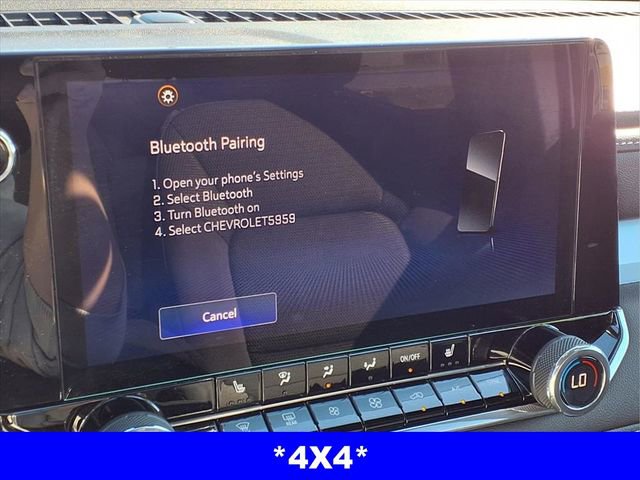 Bluetooth Pairing
1. Open your phone's Settings
2. Select Bluetooth
3. Turn Bluetooth on
4. Select CHEVROLET5959
Cancel
ON/OFF
REAR
LO
*4X4*